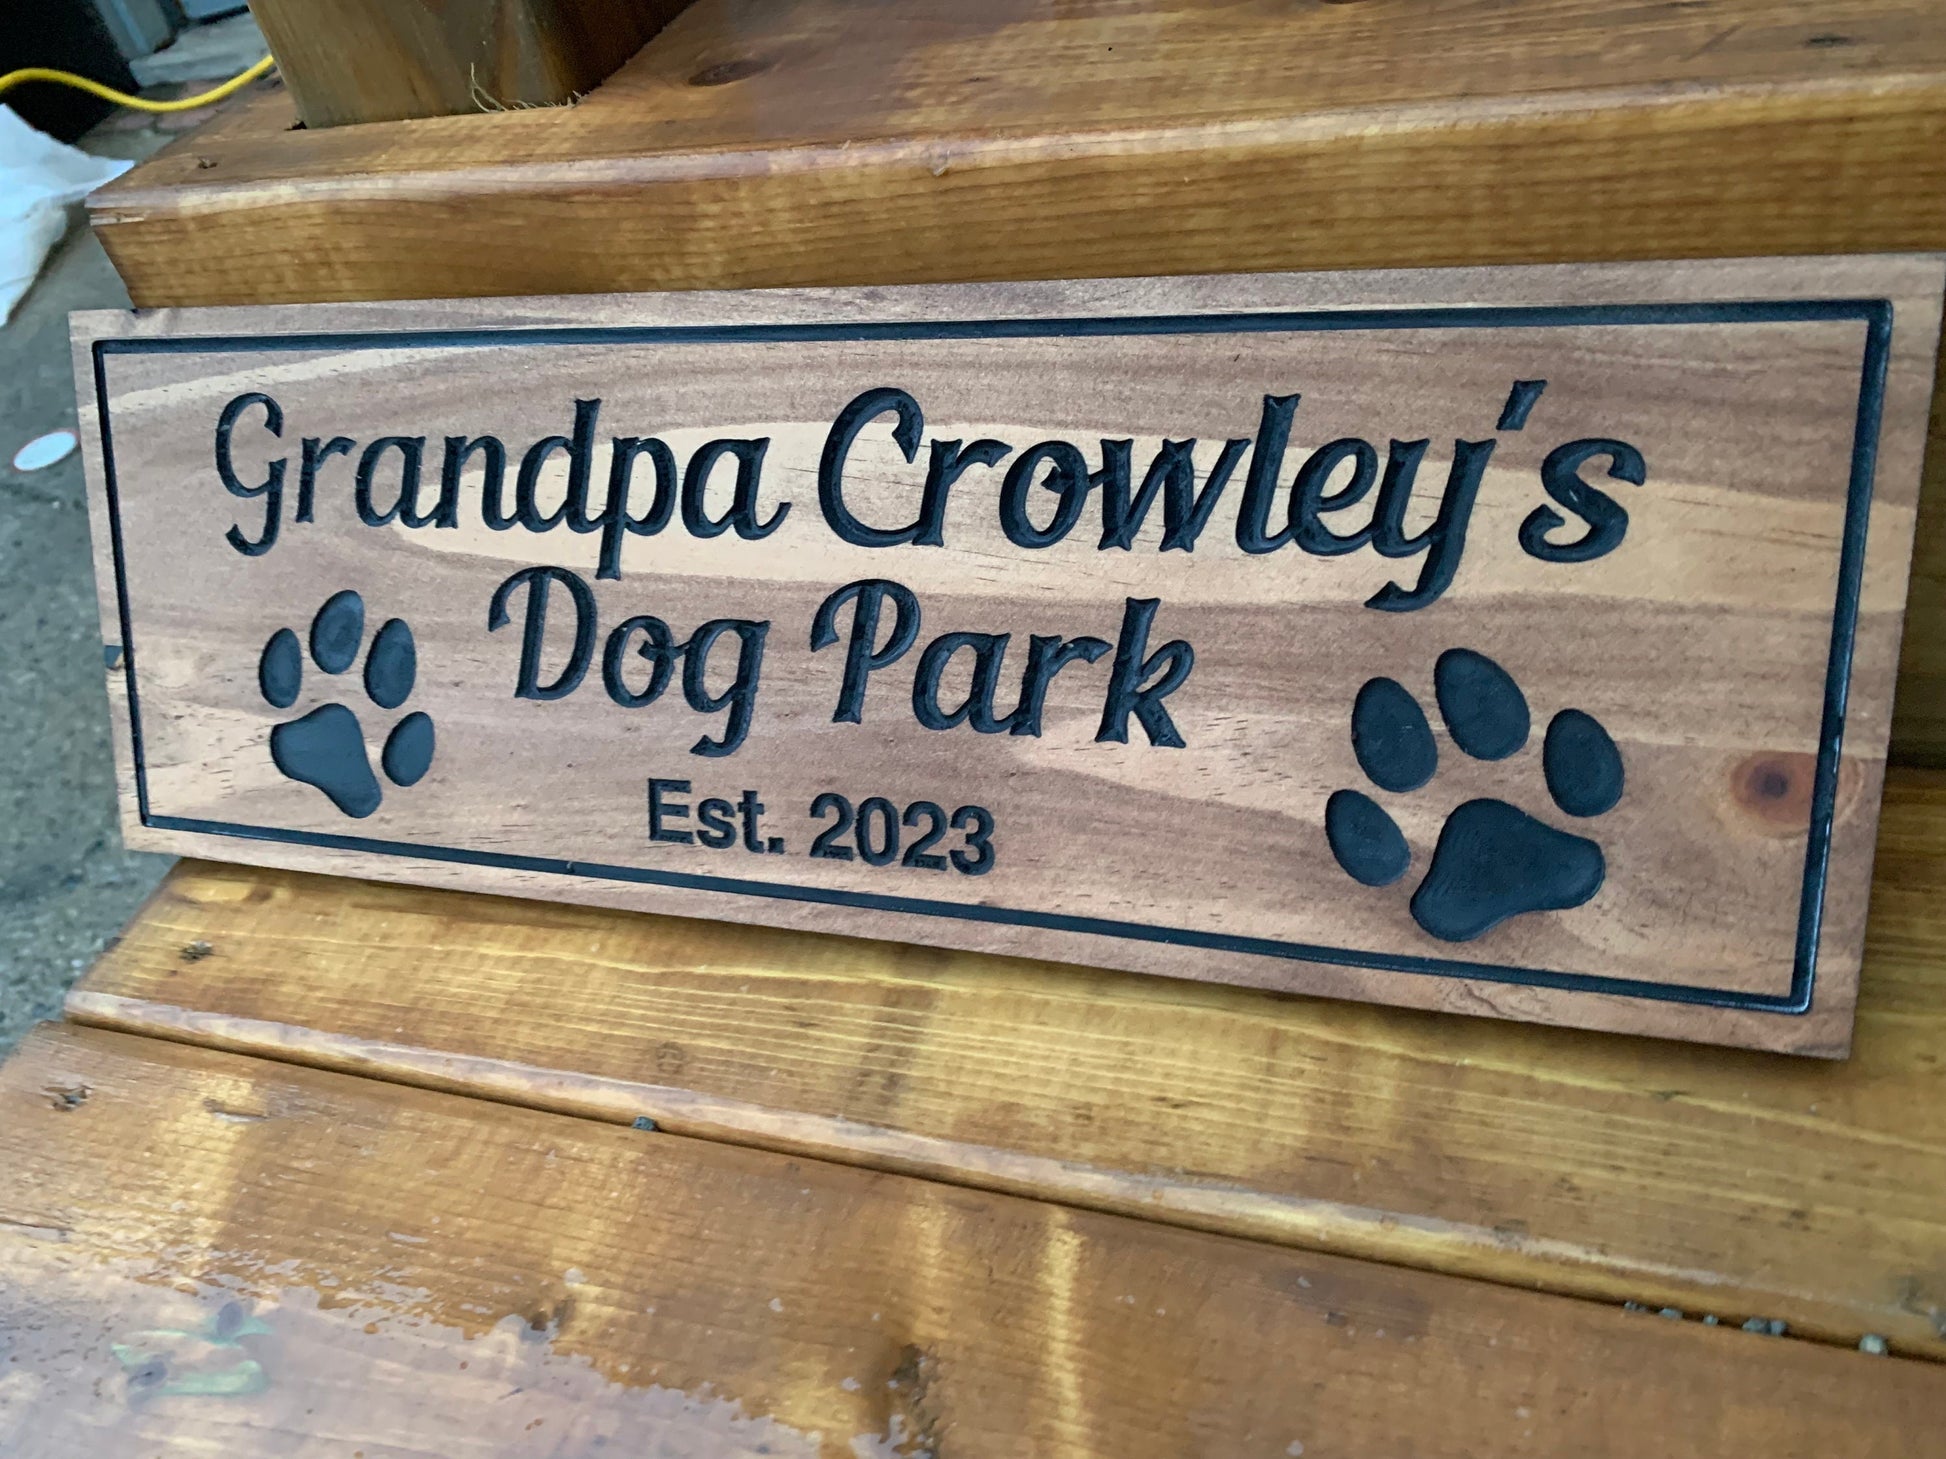 Grandpa Crowley's
Dog Park
Est. 2023